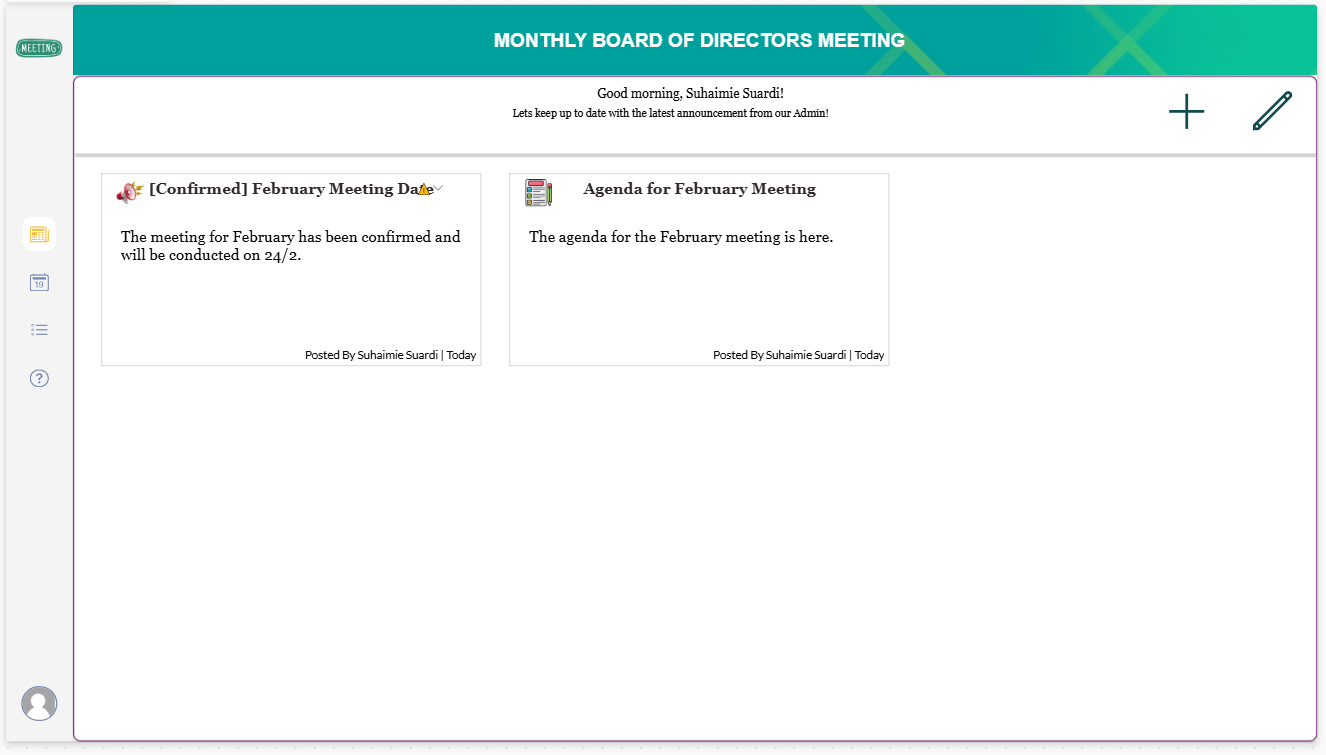 MEETING
MONTHLY BOARD OF DIRECTORS MEETING
Good morning, Suhaimie Suardi!
Lets keep up to date with the latest announcement from our Admin!
[Confirmed] February Meeting Date
The meeting for February has been confirmed and
will be conducted on 24/2.
Posted By Suhaimie Suardi | Today
Agenda for February Meeting
The agenda for the February meeting is here.
Posted By Suhaimie Suardi | Today
19
?